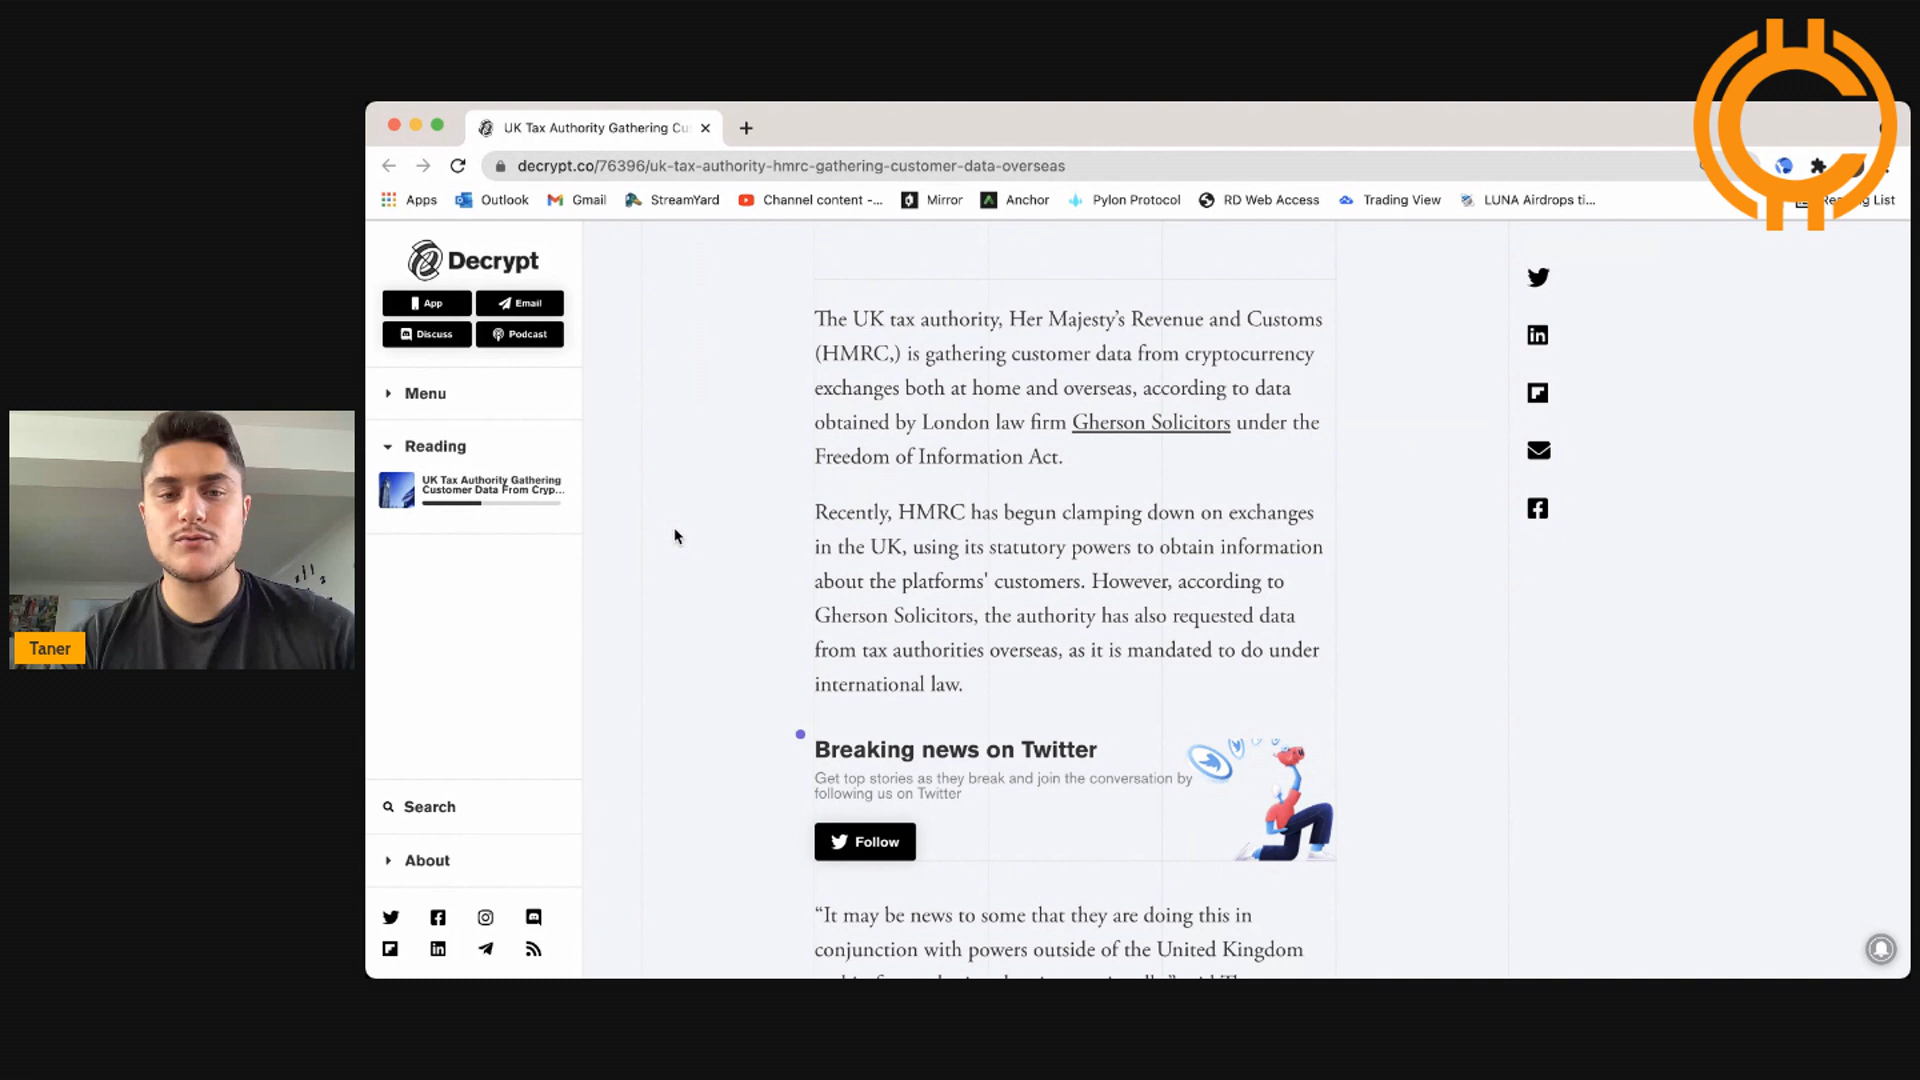 UK Tax Authority Gathering Cu
decrypt.co/76396/uk-tax-authority-hmrc-gathering-customer-data-overseas
Apps Outlook Gmail StreamYard Channel content -... Mirror Anchor Pylon Protocol RD Web Access Trading View LUNA Airdrops ti... List
Decrypt
App Email
Discuss Podcast
Menu
Reading
UK Tax Authority Gathering
Customer Data From Cryp...
Search
About
Taner
The UK tax authority, Her Majesty’s Revenue and Customs
(HMRC,) is gathering customer data from cryptocurrency
exchanges both at home and overseas, according to data
obtained by London law firm Gherson Solicitors under the
Freedom of Information Act.
Recently, HMRC has begun clamping down on exchanges
in the UK, using its statutory powers to obtain information
about the platforms' customers. However, according to
Gherson Solicitors, the authority has also requested data
from tax authorities overseas, as it is mandated to do under
international law.
Breaking news on Twitter
Get top stories as they break and join the conversation by
following us on Twitter
Follow
“It may be news to some that they are doing this in
conjunction with powers outside of the United Kingdom